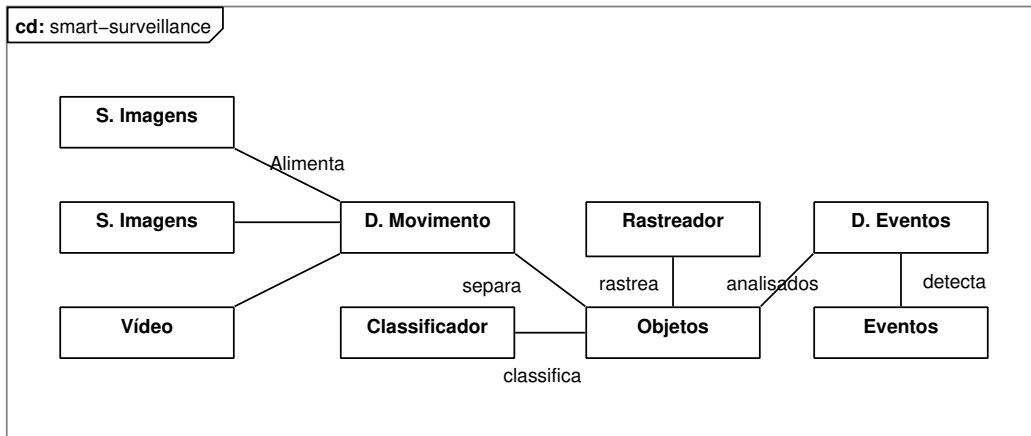 cd: smart−surveillance
S. Imagens
Alimenta
S. Imagens
D. Movimento
Rastreador
D. Eventos
separa
rastrea
analisados
detecta
Vídeo
Classificador
Objetos
Eventos
classifica